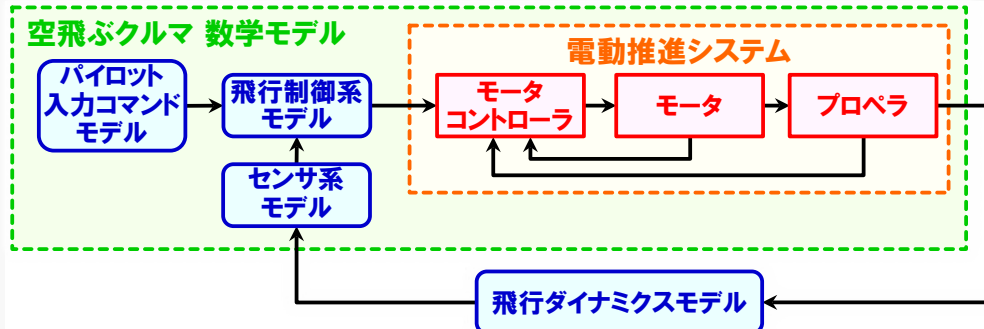 空飛ぶクルマ 数学モデル
電動推進システム
パイロット
入力コマンド
モデル
飛行制御系
モデル
モータ
コントローラ
モータ
プロペラ
センサ系
モデル
飛行ダイナミクスモデル